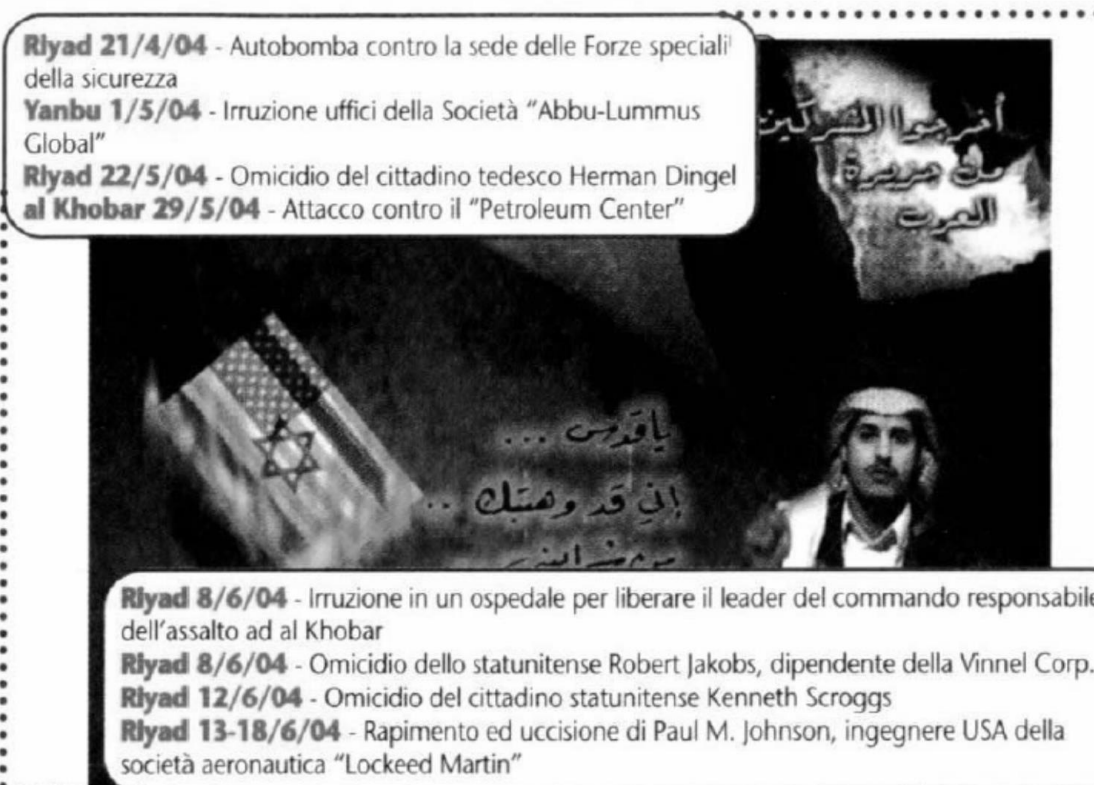 Riyad 21/4/04 - Autobomba contro la sede delle Forze speciali
della sicurezza
Yanbu 1/5/04 - Irruzione uffici della Società “Abbu-Lummus
Global”
Riyad 22/5/04 - Omicidio del cittadino tedesco Herman Dingel
al Khobar 29/5/04 - Attacco contro il “Petroleum Center”
أخرجوا المشركين
من جزيرة
العرب
ياقدس ...
إني قد وهبتك ..
Riyad 8/6/04 - Irruzione in un ospedale per liberare il leader del commando responsabile
dell’assalto ad al Khobar
Riyad 8/6/04 - Omicidio dello statunitense Robert Jakobs, dipendente della Vinnel Corp.
Riyad 12/6/04 - Omicidio del cittadino statunitense Kenneth Scroggs
Riyad 13-18/6/04 - Rapimento ed uccisione di Paul M. Johnson, ingegnere USA della
società aeronautica “Lockeed Martin”